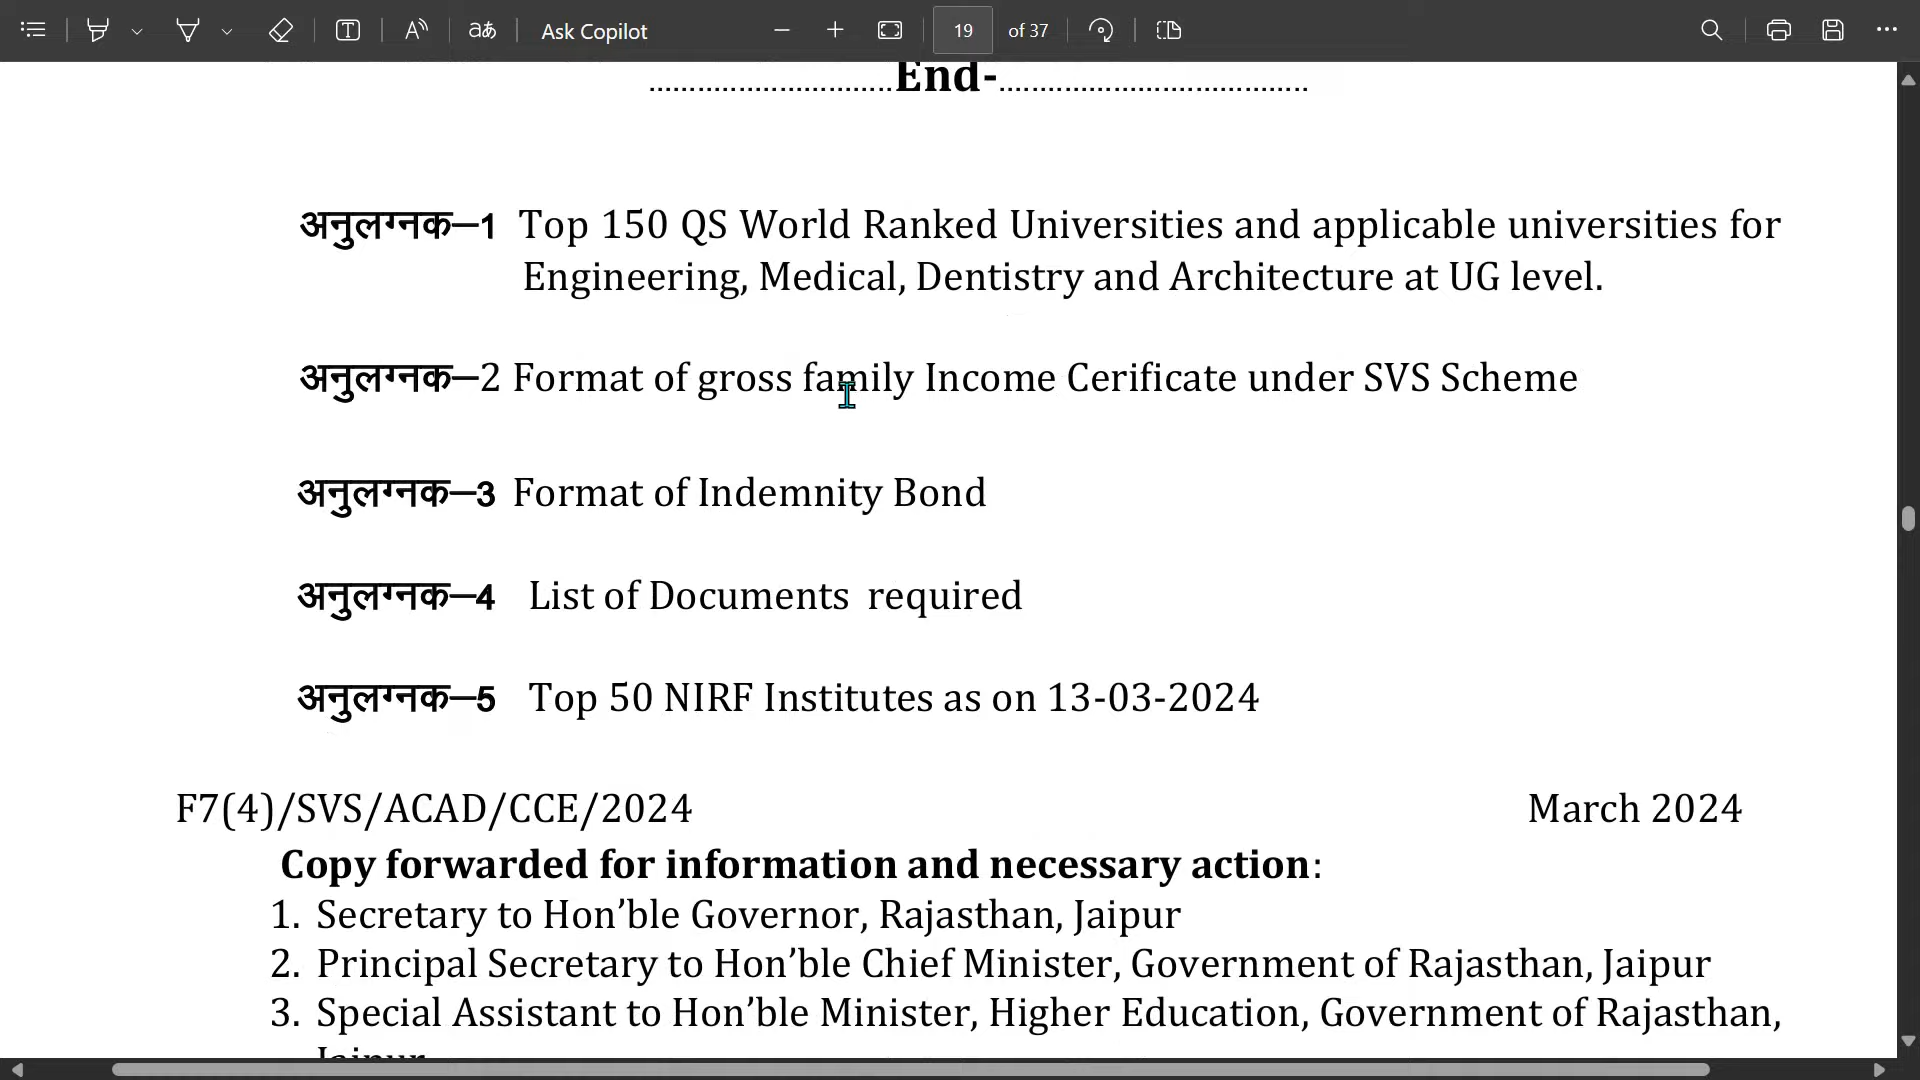 Ask Copilot
19 of 37
..............................End-......................................
अनुलग्नक—1 Top 150 QS World Ranked Universities and applicable universities for
Engineering, Medical, Dentistry and Architecture at UG level.
अनुलग्नक—2 Format of gross family Income Cerificate under SVS Scheme
अनुलग्नक—3 Format of Indemnity Bond
अनुलग्नक—4 List of Documents required
अनुलग्नक—5 Top 50 NIRF Institutes as on 13-03-2024
F7(4)/SVS/ACAD/CCE/2024 March 2024
Copy forwarded for information and necessary action:
1. Secretary to Hon’ble Governor, Rajasthan, Jaipur
2. Principal Secretary to Hon’ble Chief Minister, Government of Rajasthan, Jaipur
3. Special Assistant to Hon’ble Minister, Higher Education, Government of Rajasthan,
Jaipur